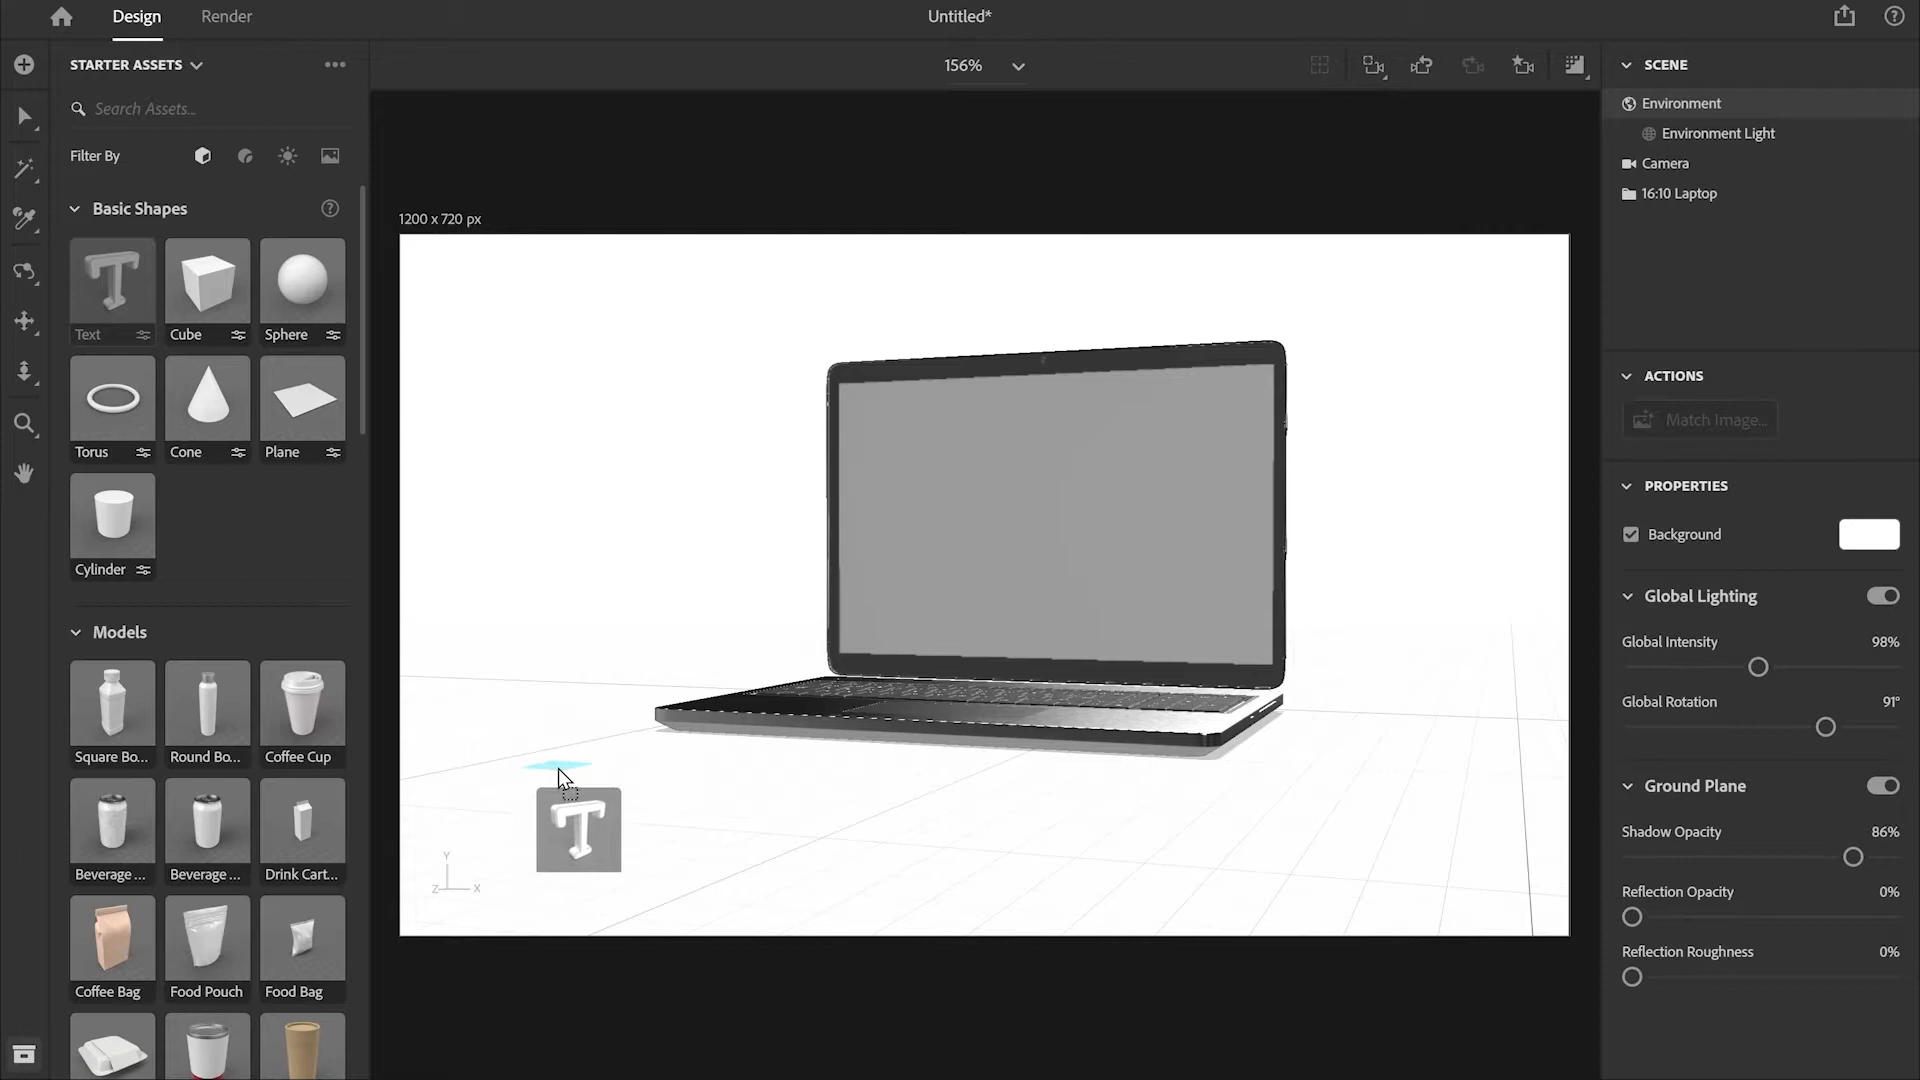 Design
Render
Untitled*
STARTER ASSETS
156%
SCENE
Search Assets...
Environment
Environment Light
Filter By
Camera
16:10 Laptop
Basic Shapes
1200 x 720 px
Text
Cube
Sphere
ACTIONS
Match Image...
Torus
Cone
Plane
PROPERTIES
Background
Cylinder
Global Lighting
Models
Global Intensity
98%
Global Rotation
91°
Square Bo...
Round Bo...
Coffee Cup
Ground Plane
Shadow Opacity
86%
Beverage ...
Beverage ...
Drink Cart...
Y
Z
X
Reflection Opacity
0%
Reflection Roughness
0%
Coffee Bag
Food Pouch
Food Bag